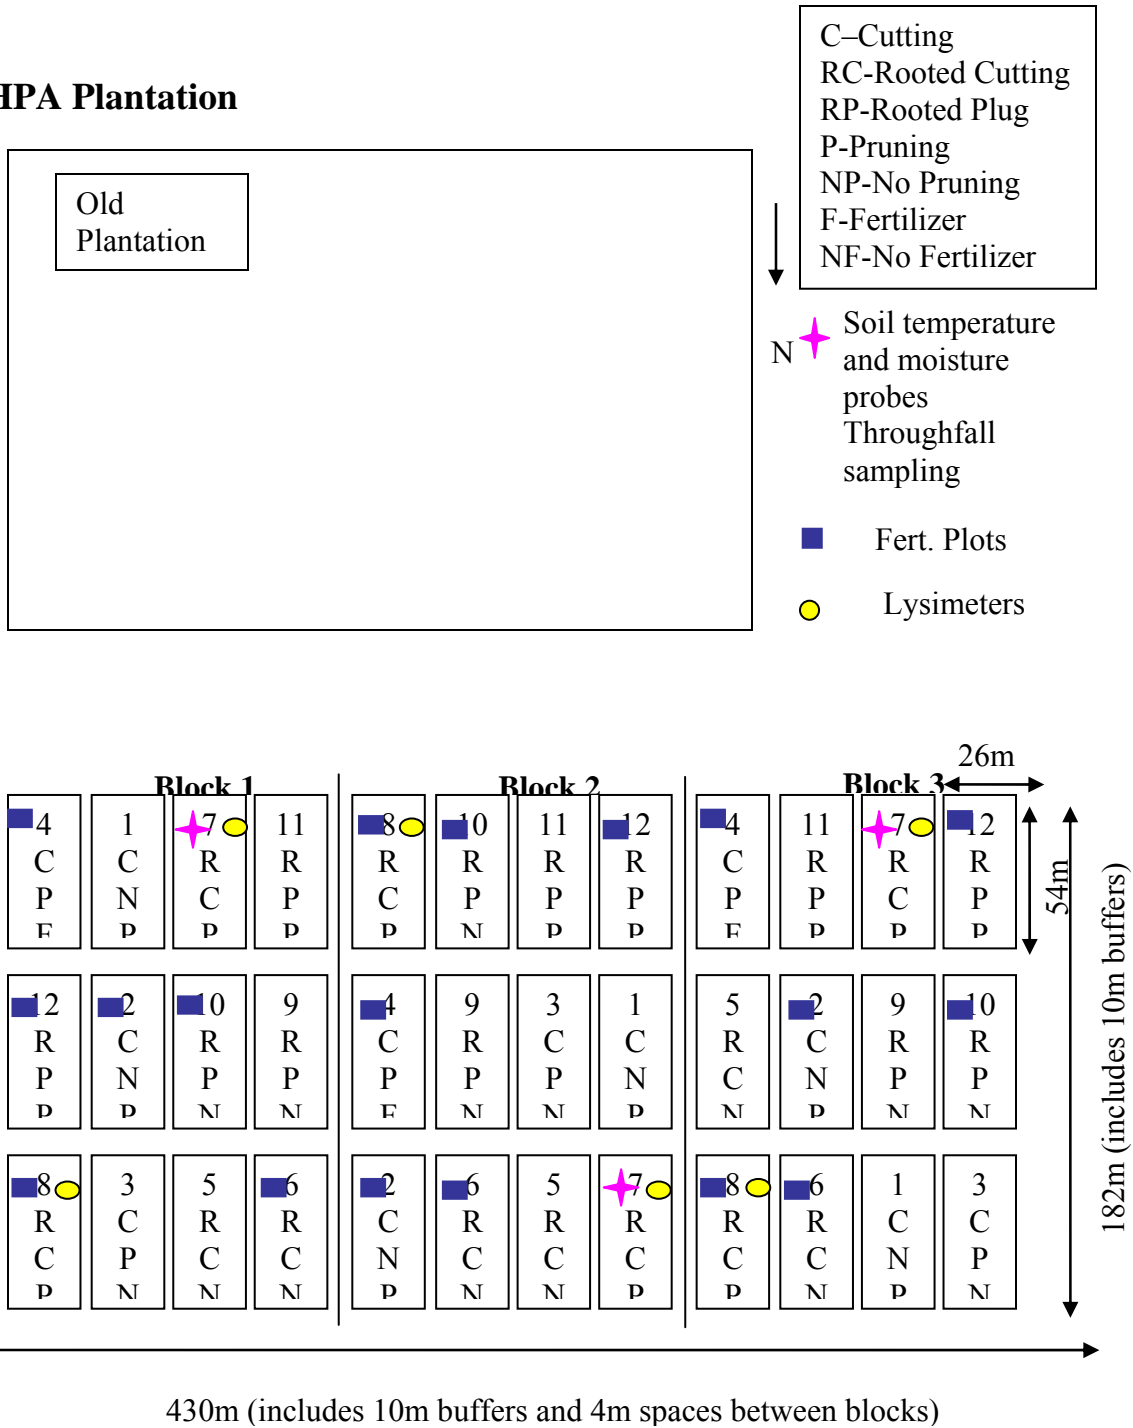 C–Cutting
RC-Rooted Cutting
RP-Rooted Plug
P-Pruning
NP-No Pruning
F-Fertilizer
NF-No Fertilizer
HPA Plantation
Old
Plantation
N
Soil temperature
and moisture
probes
Throughfall
sampling
Fert. Plots
Lysimeters
26m
Block 1 Block 2 Block 3
4 1 7 11 8 10 11 12 4 11 7 12
C C R R R R R R C R R R
P N C P C P P P P P C P
F P P P P N P P F P P P
54m
12 2 10 9 4 9 3 1 5 2 9 10
R C R R C R C C R C R R
P N P P P P P N C N P P
P P N N F N N P N P N N
8 3 5 6 2 6 5 7 8 6 1 3
R C R R C R R R R R C C
C P C C N C C C C C N P
P N N N P N N P P N P N
182m (includes 10m buffers)
430m (includes 10m buffers and 4m spaces between blocks)